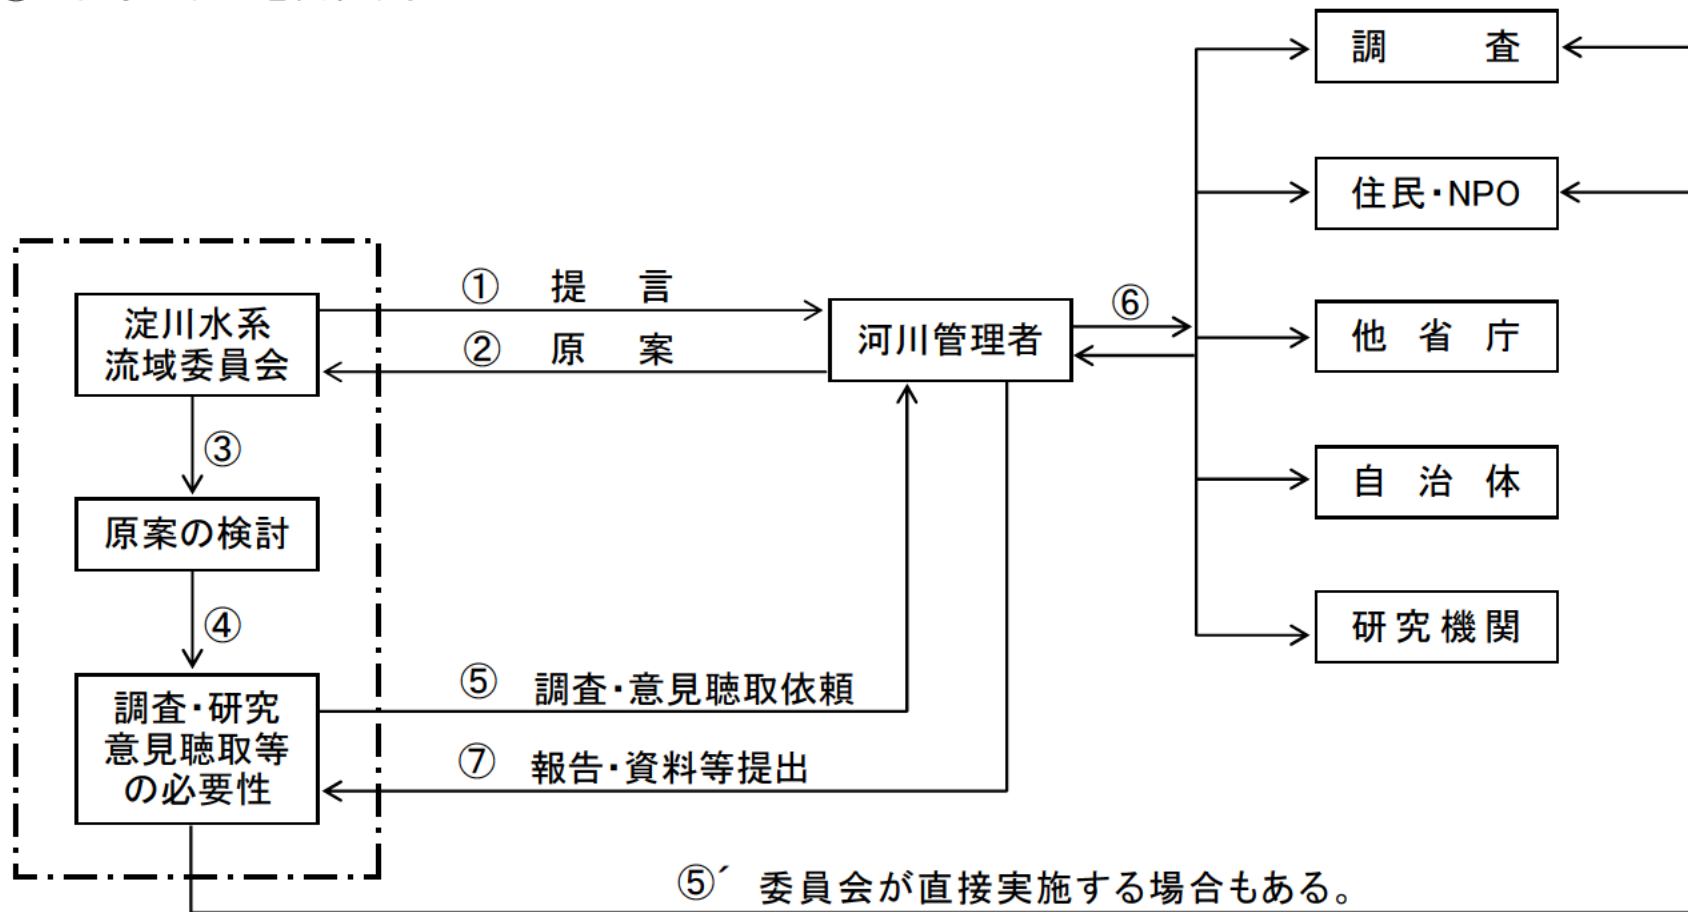 調査
住民・NPO
① 提言
淀川水系
流域委員会
河川管理者
⑥
② 原案
他省庁
③
自治体
原案の検討
④
研究機関
⑤ 調査・意見聴取依頼
調査・研究
意見聴取等
の必要性
⑦ 報告・資料等提出
⑤´ 委員会が直接実施する場合もある。